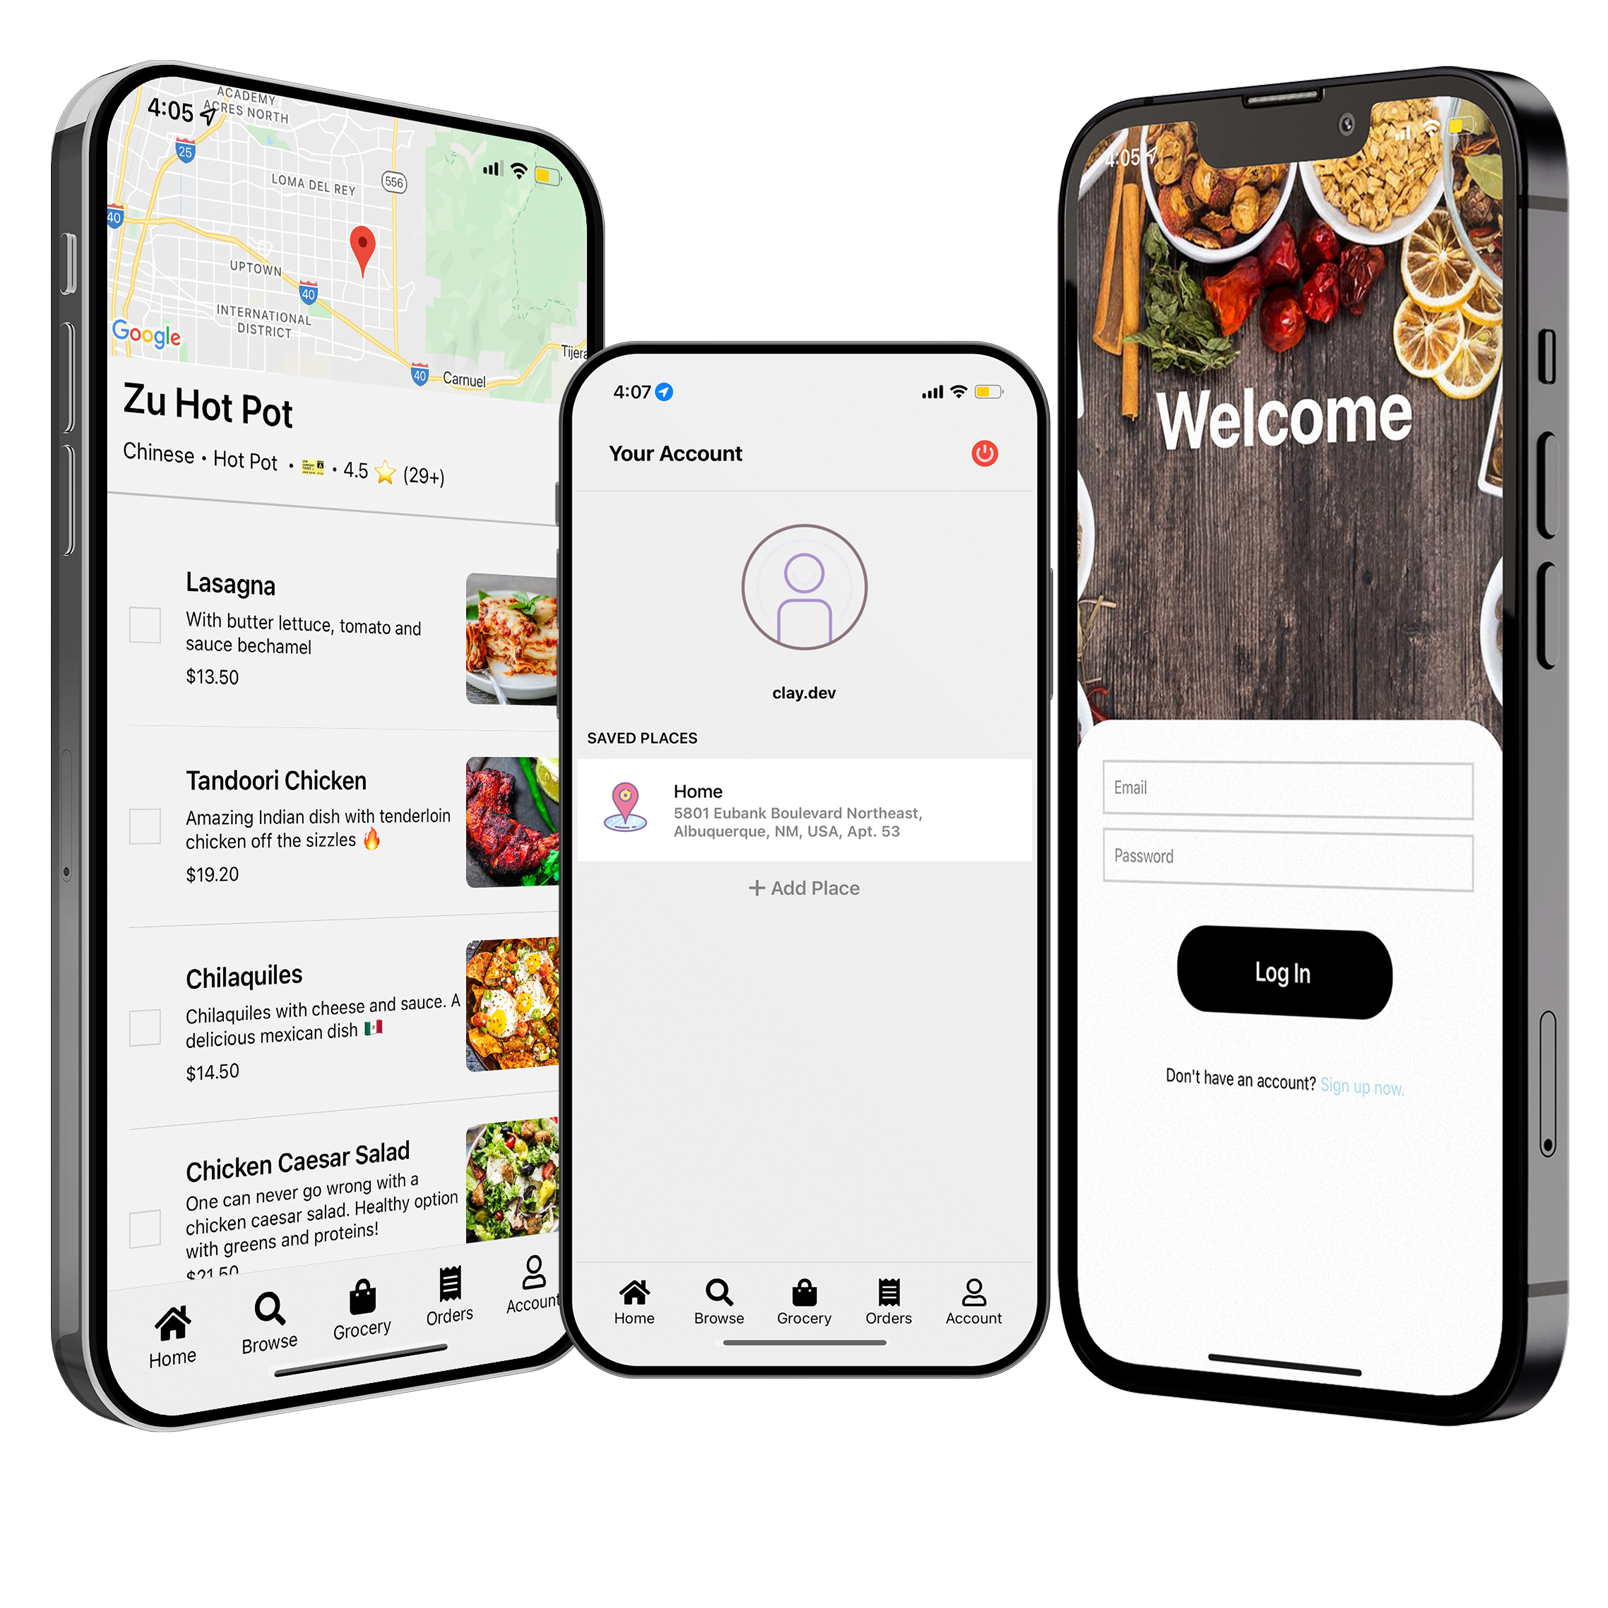 4:05
ACADEMY
ACRES NORTH
25
LOMA DEL REY
556
40
UPTOWN
40
INTERNATIONAL
DISTRICT
Google
Tijera
40
Carnuel
Zu Hot Pot
Chinese • Hot Pot • • 4.5 ⭐ (29+)
Lasagna
With butter lettuce, tomato and
sauce bechamel
$13.50
Tandoori Chicken
Amazing Indian dish with tenderloin
chicken off the sizzles 🔥
$19.20
Chilaquiles
Chilaquiles with cheese and sauce. A
delicious mexican dish 🇲🇽
$14.50
Chicken Caesar Salad
One can never go wrong with a
chicken caesar salad. Healthy option
with greens and proteins!
$21.50
Home
Browse
Grocery
Orders
Account
4:07
Your Account
clay.dev
SAVED PLACES
Home
5801 Eubank Boulevard Northeast,
Albuquerque, NM, USA, Apt. 53
+ Add Place
Home
Browse
Grocery
Orders
Account
4:05
Welcome
Email
Password
Log In
Don't have an account? Sign up now.